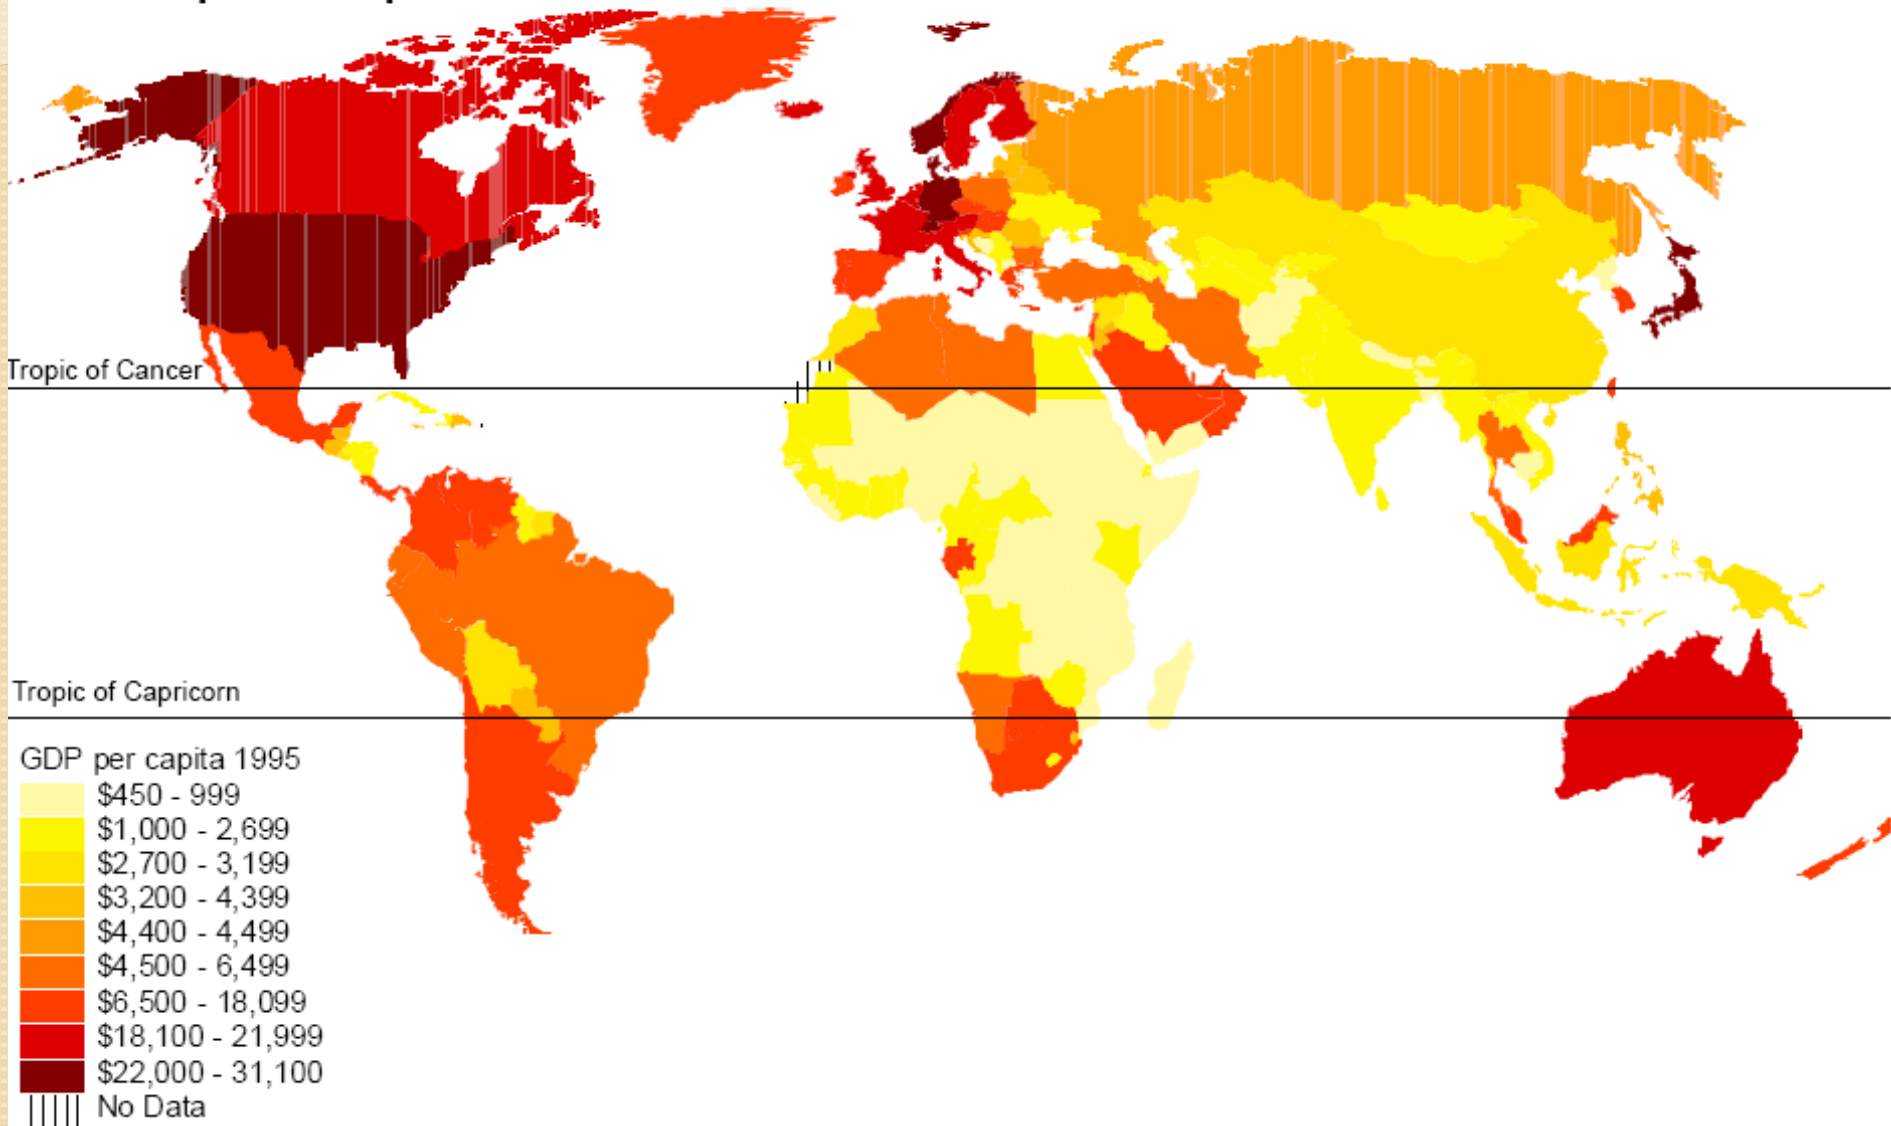 Tropic of Cancer
Tropic of Capricorn
GDP per capita 1995
$450 - 999
$1,000 - 2,699
$2,700 - 3,199
$3,200 - 4,399
$4,400 - 4,499
$4,500 - 6,499
$6,500 - 18,099
$18,100 - 21,999
$22,000 - 31,100
No Data